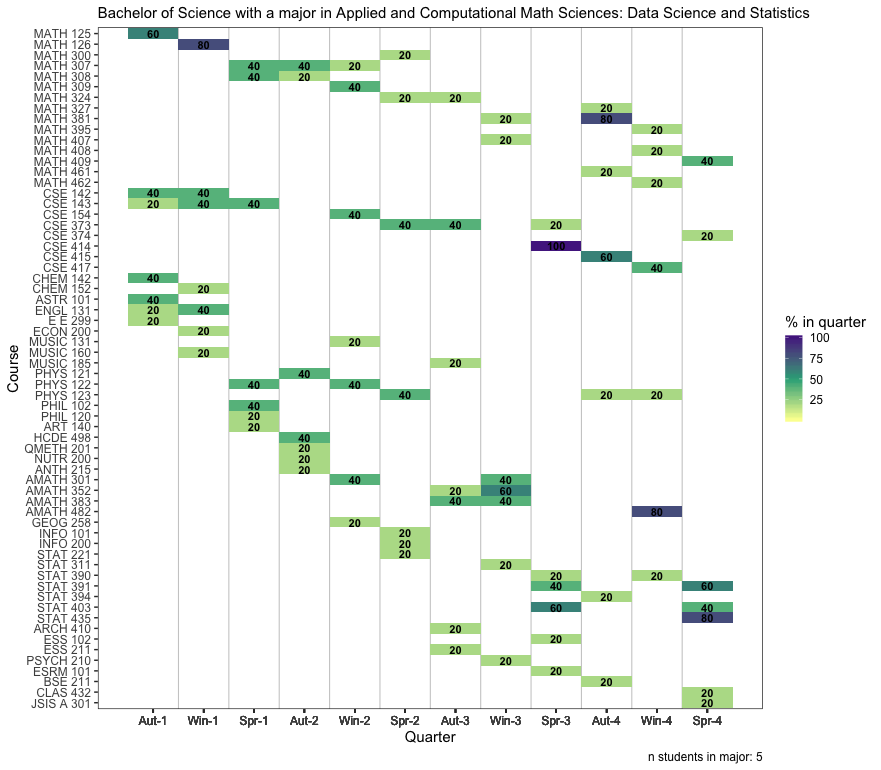 Bachelor of Science with a major in Applied and Computational Math Sciences: Data Science and Statistics
MATH 125 60
MATH 126 80
MATH 300 20
MATH 307 40 40 20
MATH 308 40 20
MATH 309 40
MATH 324 20 20
MATH 327 20
MATH 381 20 80
MATH 395 20
MATH 407 20
MATH 408 20
MATH 409 40
MATH 461 20
MATH 462 20
CSE 142 40 40
CSE 143 20 40 40
CSE 154 40
CSE 373 40 40 20
CSE 374 20
CSE 414 100
CSE 415 60
CSE 417 40
CHEM 142 40
CHEM 152 20
ASTR 101 40
ENGL 131 20 40
E E 299 20
ECON 200 20
MUSIC 131 20
MUSIC 160 20
MUSIC 185 20
PHYS 121 40
PHYS 122 40 40
PHYS 123 40 20 20
PHIL 102 40
PHIL 120 20
ART 140 20
HCDE 498 40
QMETH 201 20
NUTR 200 20
ANTH 215 20
AMATH 301 40 40
AMATH 352 20 60
AMATH 383 40 40
AMATH 482 80
GEOG 258 20
INFO 101 20
INFO 200 20
STAT 221 20
STAT 311 20
STAT 390 20 20
STAT 391 40 60
STAT 394 20
STAT 403 60 40
STAT 435 80
ARCH 410 20
ESS 102 20
ESS 211 20
PSYCH 210 20
ESRM 101 20
BSE 211 20
CLAS 432 20
JSIS A 301 20
Course
Aut-1 Win-1 Spr-1 Aut-2 Win-2 Spr-2 Aut-3 Win-3 Spr-3 Aut-4 Win-4 Spr-4
Quarter
% in quarter
100
75
50
25
n students in major: 5